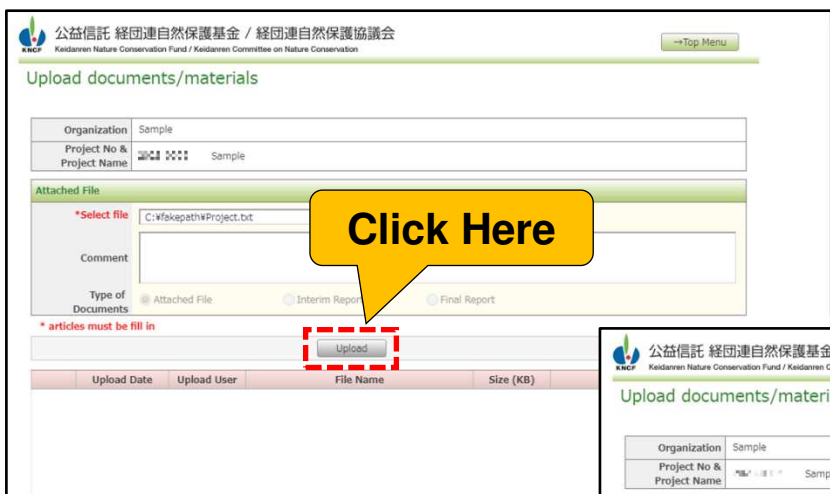 公益信託 経団連自然保護基金 / 経団連自然保護協議会
KNCF Keidanren Nature Conservation Fund / Keidanren Committee on Nature Conservation
→Top Menu
Upload documents/materials
Organization Sample
Project No & Project Name Sample
Attached File
*Select file C:¥fakepath¥Project.txt
Click Here
Comment
Type of Documents Attached File Interim Repor Final Report
* articles must be fill in
Upload
Upload Date Upload User File Name Size (KB)
公益信託 経団連自然保護基金
KNCF Keidanren Nature Conservation Fund / Keidanren C
Upload documents/materi
Organization Sample
Project No & Project Name Samp